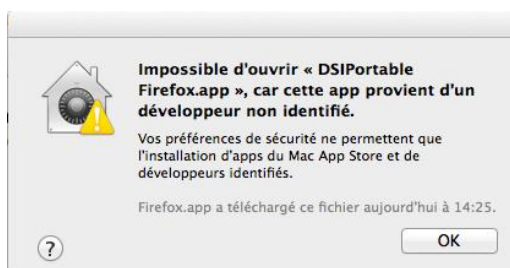 Impossible d'ouvrir « DSIPortable
Firefox.app », car cette app provient d'un
développeur non identifié.
Vos préférences de sécurité ne permettent que
l'installation d'apps du Mac App Store et de
développeurs identifiés.
Firefox.app a téléchargé ce fichier aujourd'hui à 14:25.
?
OK